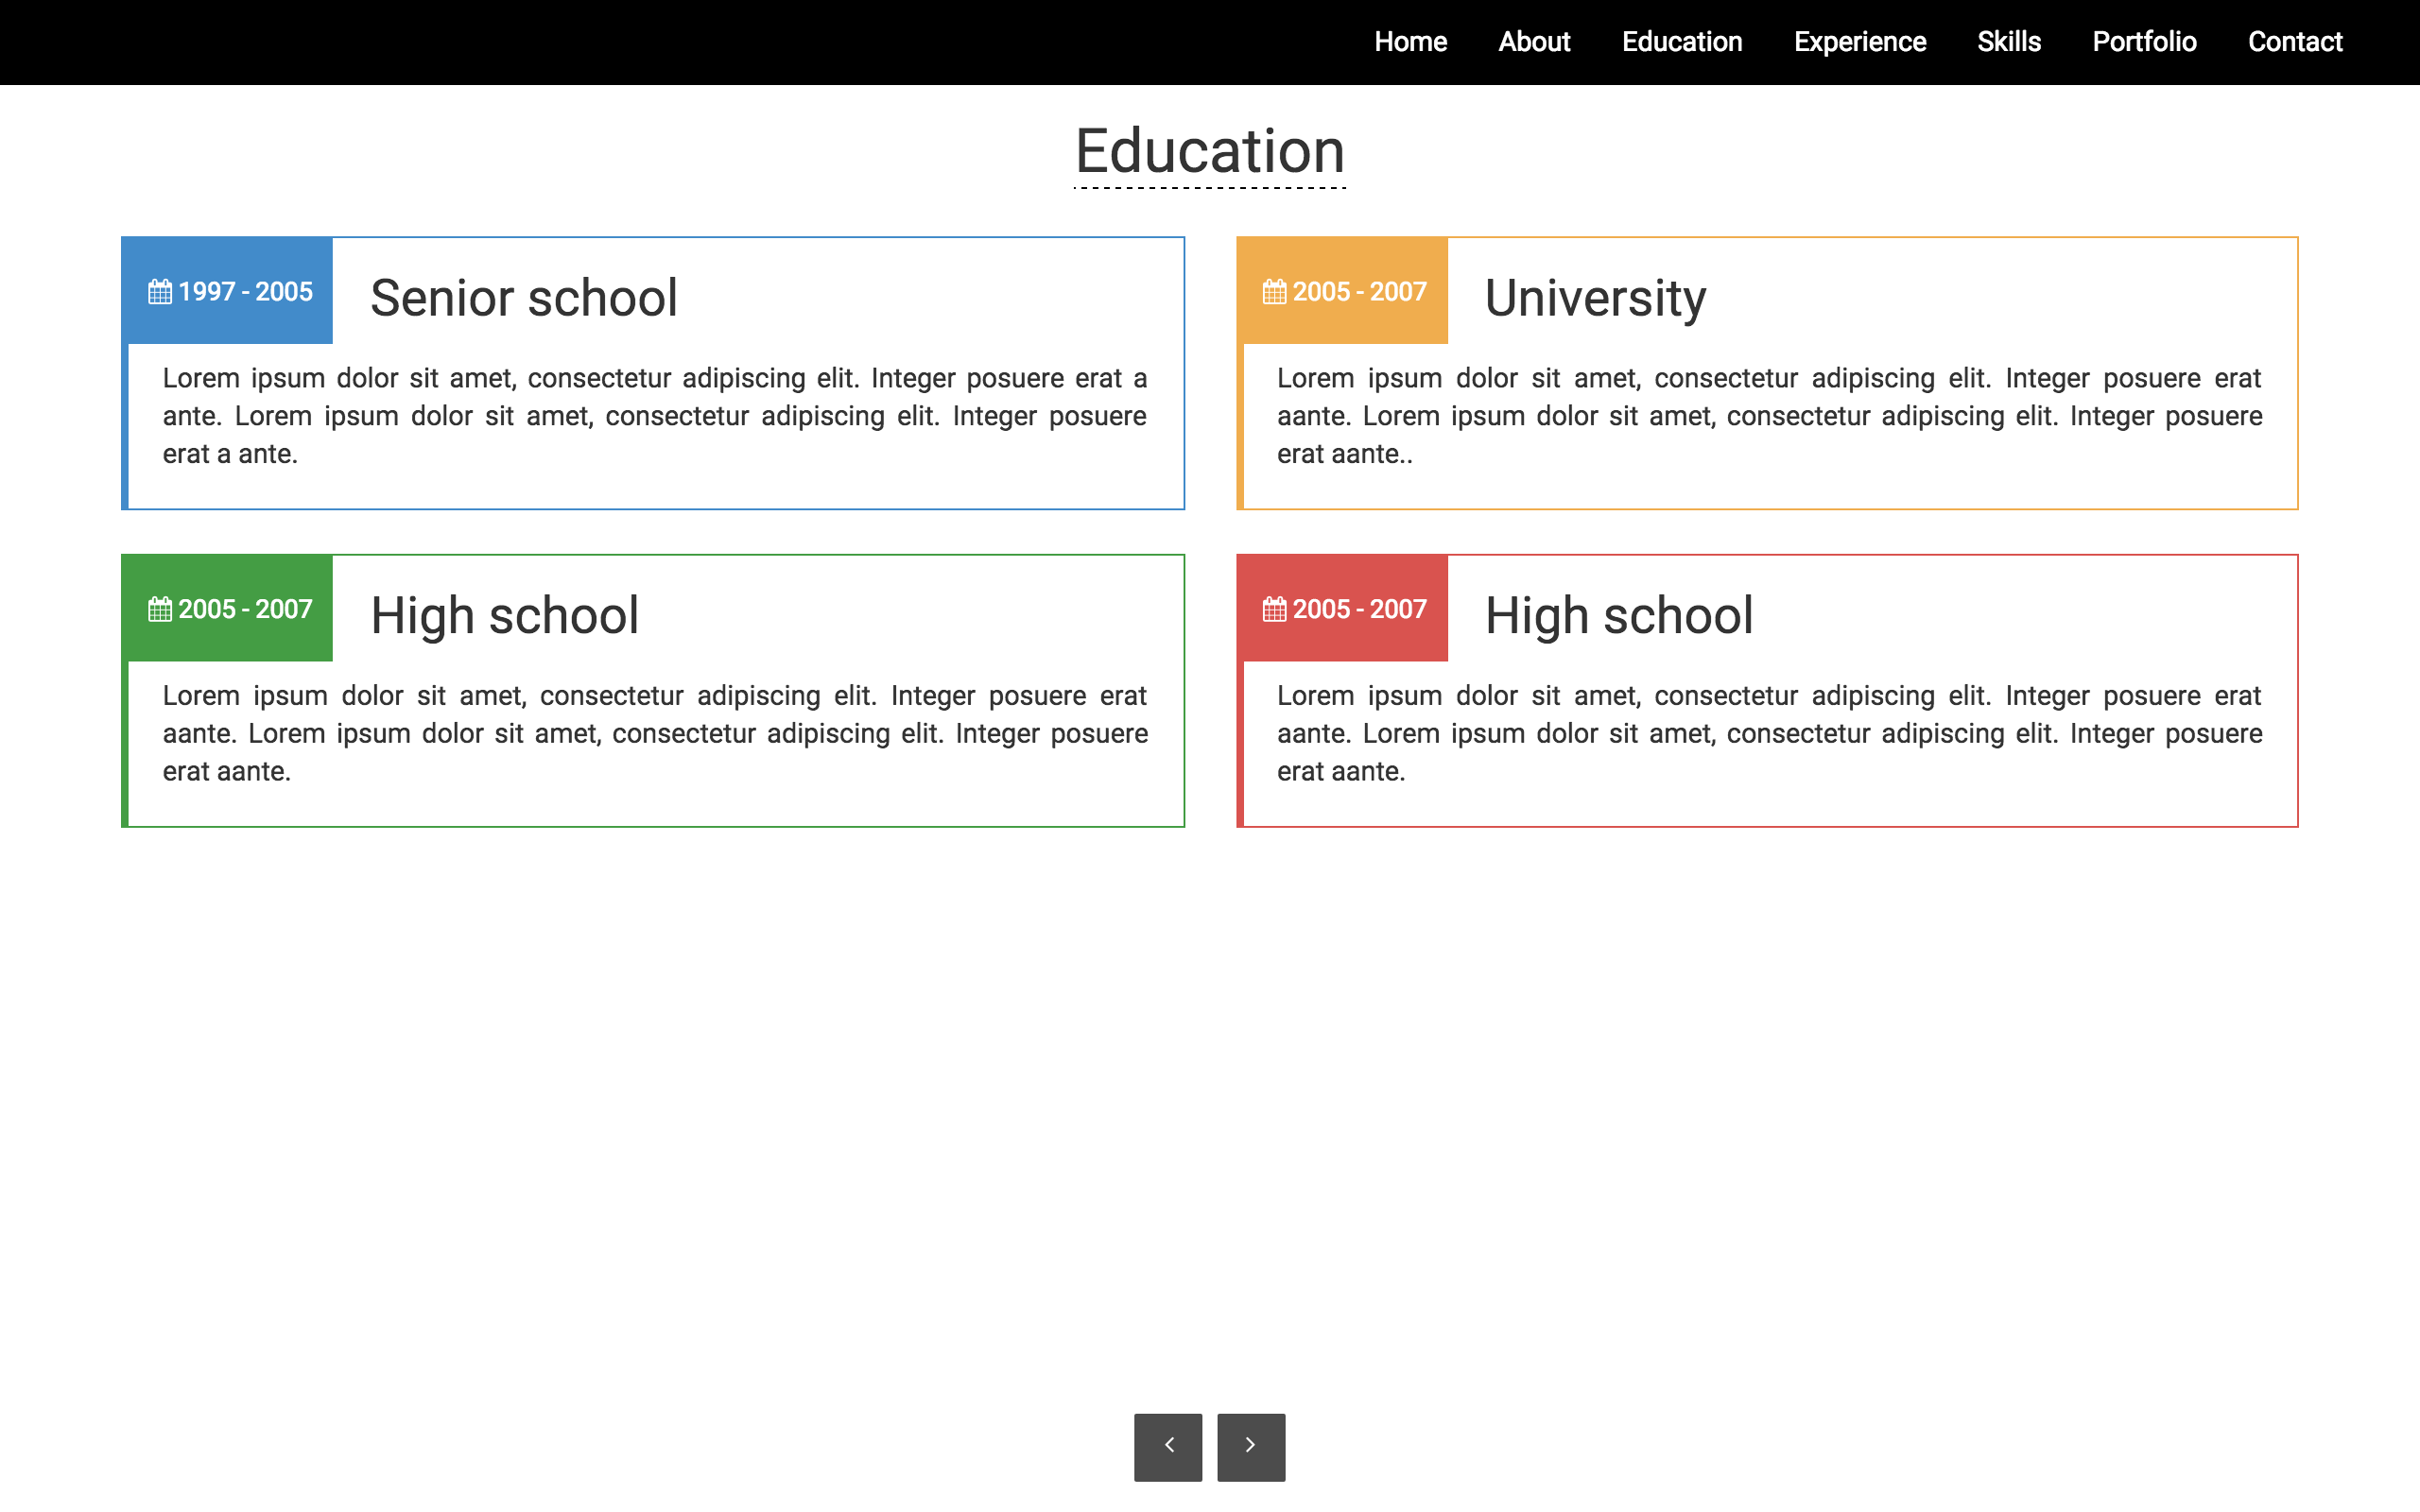 Home About Education Experience Skills Portfolio Contact
Education
1997 - 2005
Senior school
Lorem ipsum dolor sit amet, consectetur adipiscing elit. Integer posuere erat a
ante. Lorem ipsum dolor sit amet, consectetur adipiscing elit. Integer posuere
erat a ante.
2005 - 2007
University
Lorem ipsum dolor sit amet, consectetur adipiscing elit. Integer posuere erat
aante. Lorem ipsum dolor sit amet, consectetur adipiscing elit. Integer posuere
erat aante..
2005 - 2007
High school
Lorem ipsum dolor sit amet, consectetur adipiscing elit. Integer posuere erat
aante. Lorem ipsum dolor sit amet, consectetur adipiscing elit. Integer posuere
erat aante.
2005 - 2007
High school
Lorem ipsum dolor sit amet, consectetur adipiscing elit. Integer posuere erat
aante. Lorem ipsum dolor sit amet, consectetur adipiscing elit. Integer posuere
erat aante.